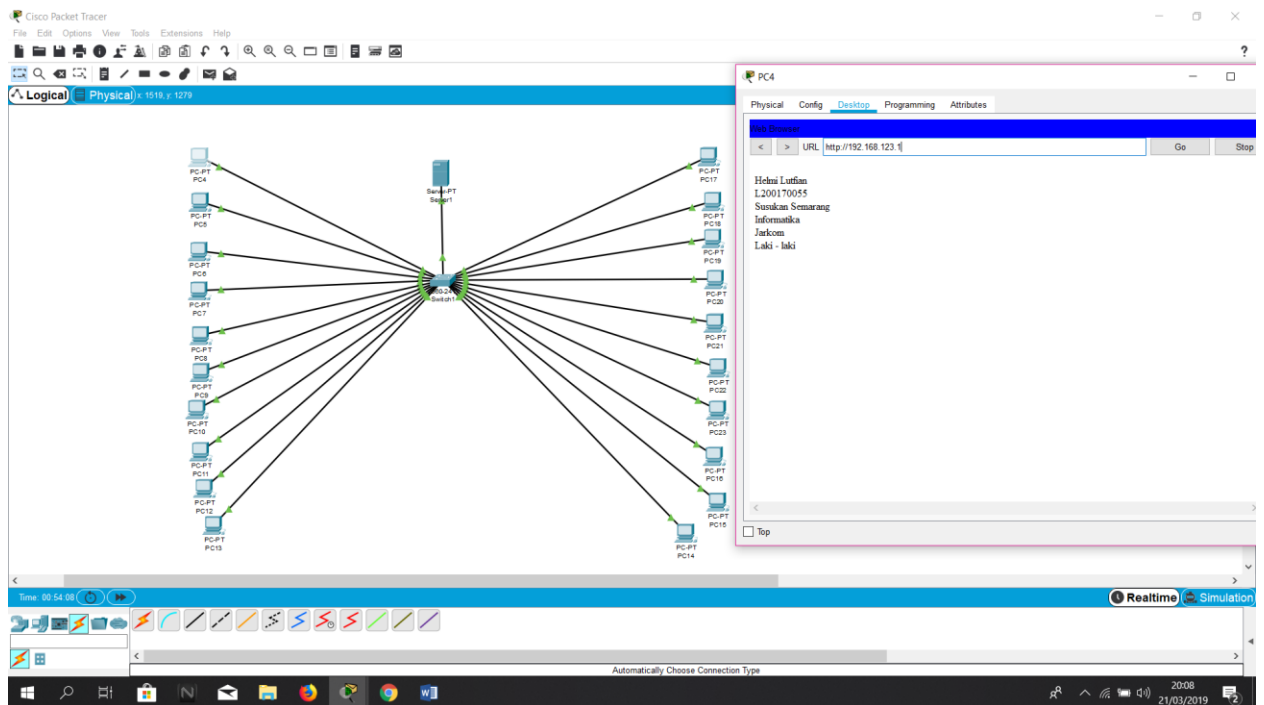 Cisco Packet Tracer
File Edit Options View Tools Extensions Help
?
Logical Physical x: 1519, y: 1279
PC4
Physical Config Desktop Programming Attributes
Web Browser
< > URL http://192.168.123.1 Go Stop
Helmi Lutfian
L200170055
Susukan Semarang
Informatika
Jarkom
Laki - laki
Top
PC-PT
PC4
PC-PT
PC5
PC-PT
PC6
PC-PT
PC7
PC-PT
PC8
PC-PT
PC9
PC-PT
PC10
PC-PT
PC11
PC-PT
PC12
PC-PT
PC13
Server-PT
Server1
Switch1
PC-PT
PC17
PC-PT
PC18
PC-PT
PC19
PC-PT
PC20
PC-PT
PC21
PC-PT
PC22
PC-PT
PC23
PC-PT
PC16
PC-PT
PC15
PC-PT
PC14
Time: 00:54:08
Realtime Simulation
Automatically Choose Connection Type
20:08
21/03/2019